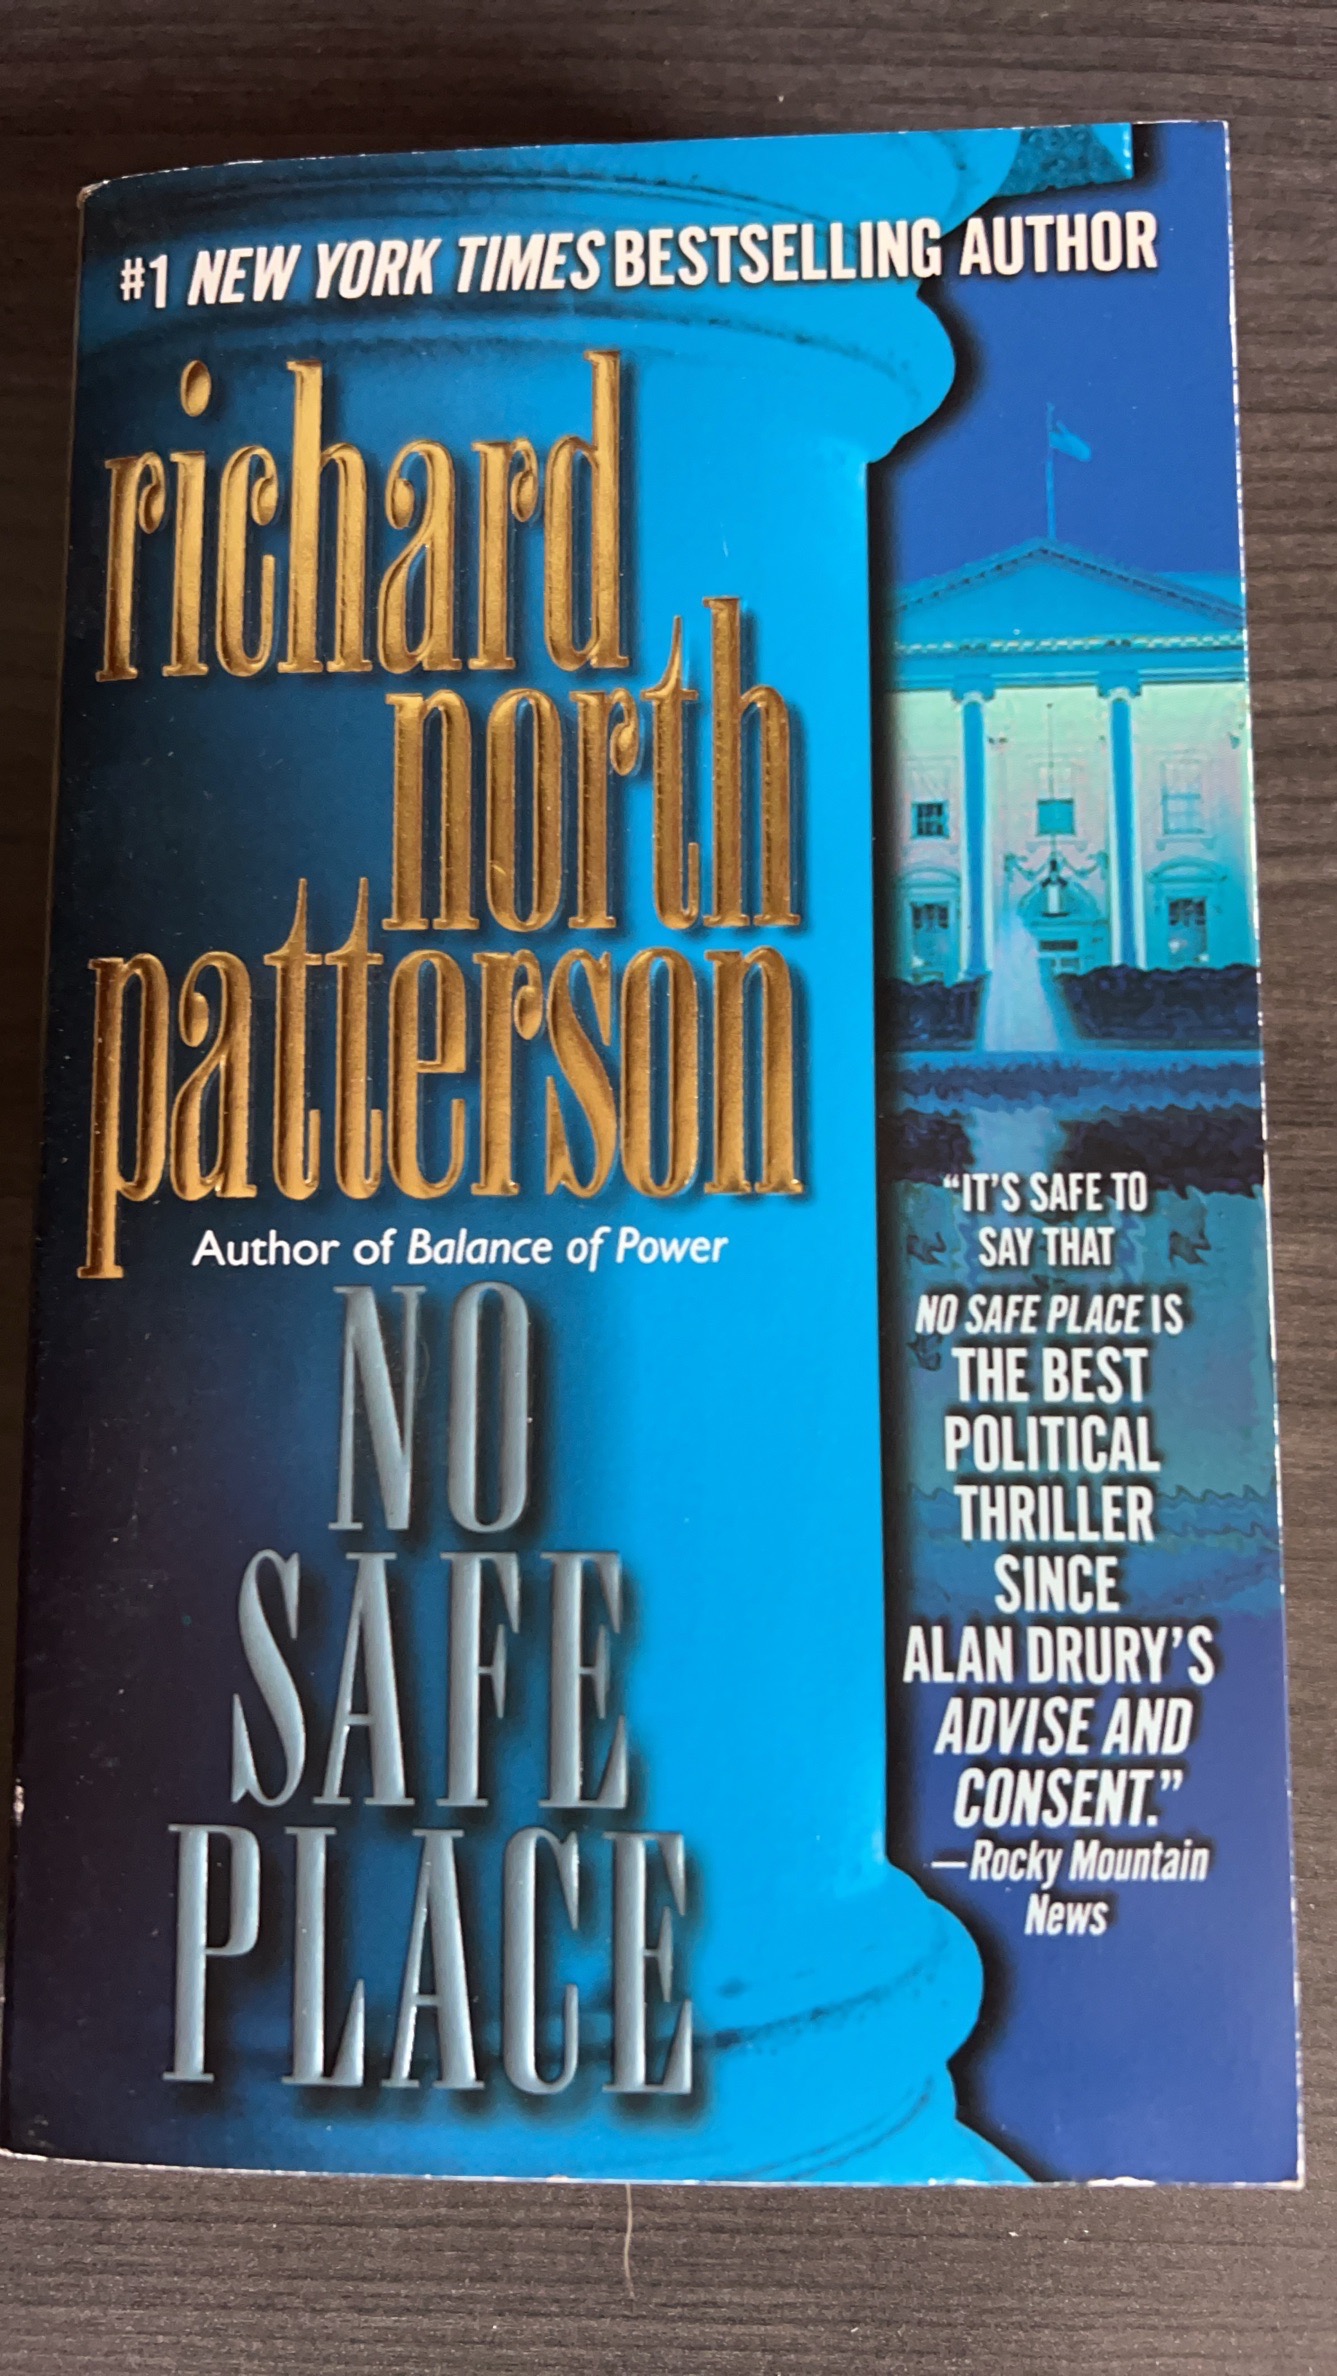 #1 NEW YORK TIMES BESTSELLING AUTHOR
richard
north
patterson
Author of Balance of Power
NO
SAFE
PLACE
“IT’S SAFE TO
SAY THAT
NO SAFE PLACE IS
THE BEST
POLITICAL
THRILLER
SINCE
ALAN DRURY’S
ADVISE AND
CONSENT.”
—Rocky Mountain
News